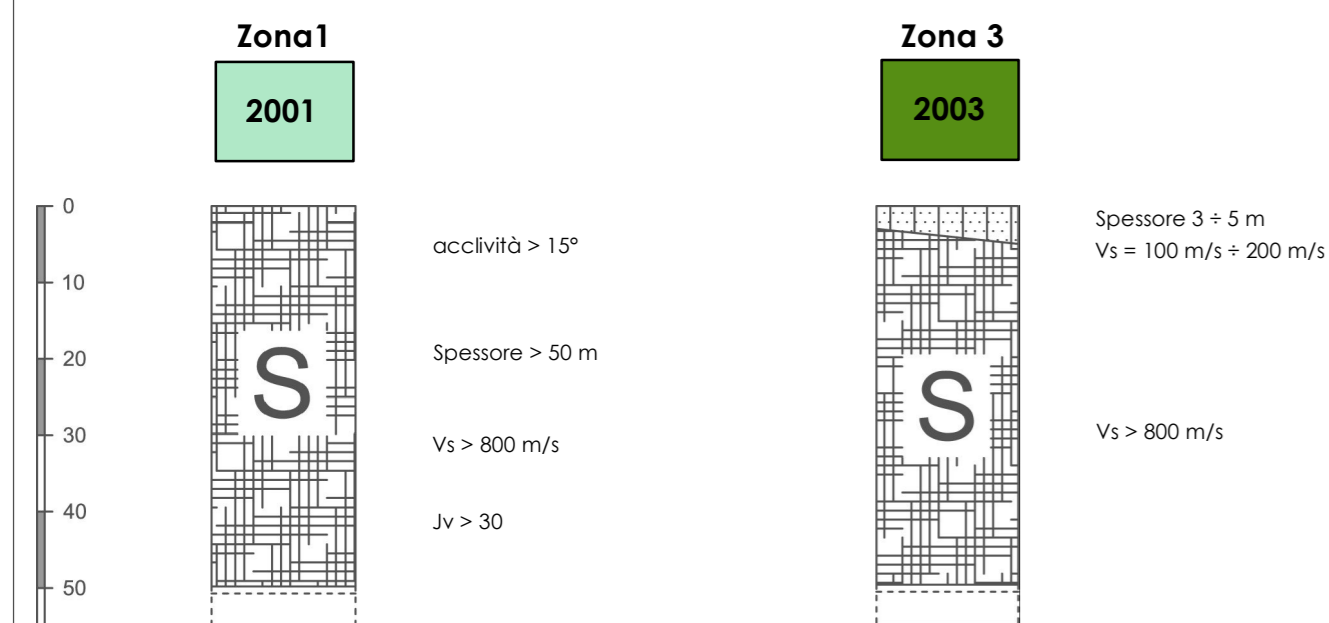 Zona1
Zona 3
2001
2003
0
10
20
30
40
50
acclività > 15°
Spessore > 50 m
Vs > 800 m/s
Jv > 30
S
Spessore 3 ÷ 5 m
Vs = 100 m/s ÷ 200 m/s
Vs > 800 m/s
S